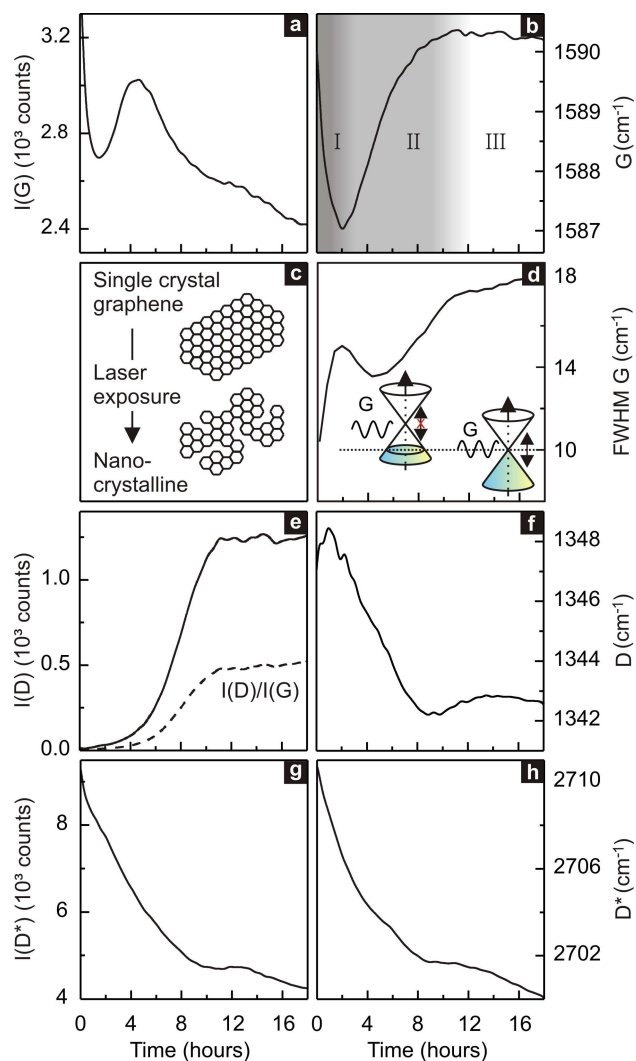 a
I(G) (10³ counts)
3.2
2.8
2.4
b
I
II
III
1590
1589
1588
1587
G (cm⁻¹)
c
Single crystal
graphene
Laser
exposure
Nano-
crystalline
d
G
G
18
14
10
FWHM G
e
I(D) (10³ counts)
1.0
0.5
0.0
I(D)/I(G)
f
1348
1346
1344
1342
D (cm⁻¹)
g
I(D*) (10³ counts)
8
6
4
0 4 8 12 16
Time (hours)
h
2710
2706
2702
D* (cm⁻¹)
0 4 8 12 16
Time (hours)